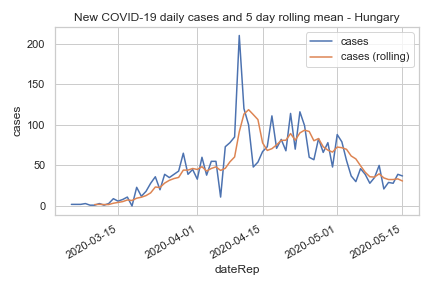 New COVID-19 daily cases and 5 day rolling mean - Hungary
cases
cases (rolling)
200
150
100
50
0
cases
2020-03-15
2020-04-01
2020-04-15
2020-05-01
2020-05-15
dateRep